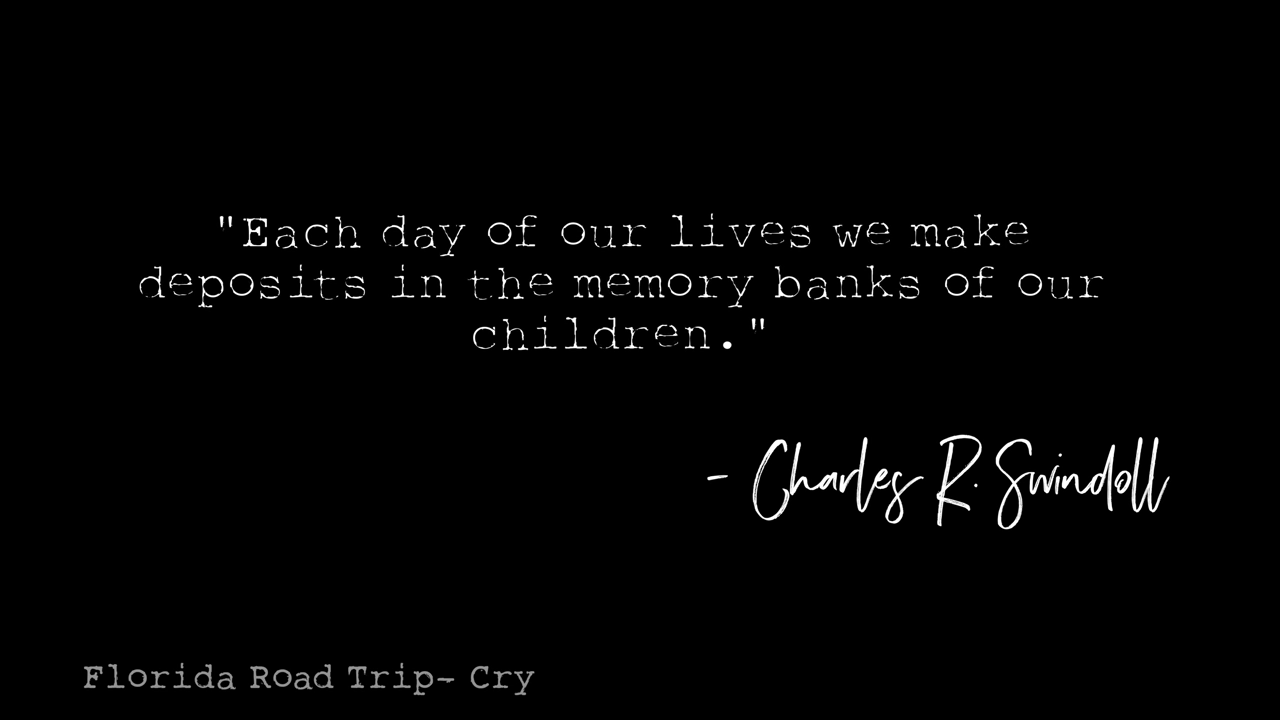 "Each day of our lives we make
deposits in the memory banks of our
children."
- Charles R. Swindoll
Florida Road Trip- Cry